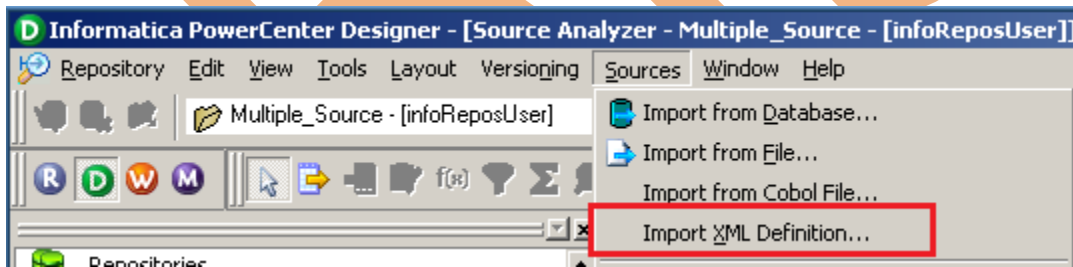 Informatica PowerCenter Designer - [Source Analyzer - Multiple_Source - [infoReposUser]]
Repository Edit View Tools Layout Versioning Sources Window Help
Multiple_Source - [infoReposUser]
Import from Database...
Import from File...
R D W M f(x) Σ
Import from Cobol File...
Import XML Definition...
Repositories